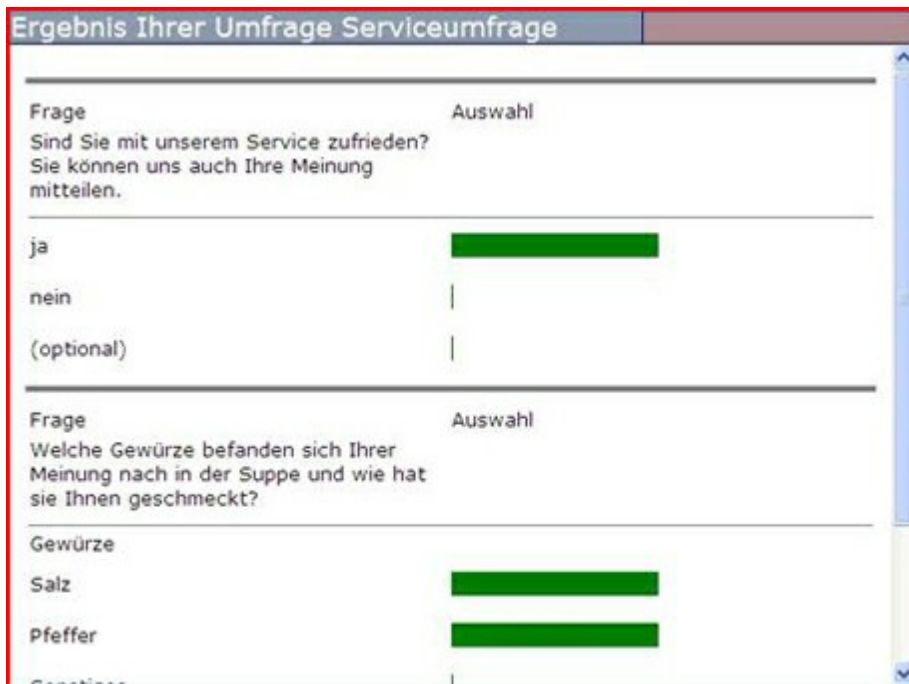 Ergebnis Ihrer Umfrage Serviceumfrage
Frage Auswahl
Sind Sie mit unserem Service zufrieden?
Sie können uns auch Ihre Meinung
mitteilen.
ja
nein
(optional)
Frage Auswahl
Welche Gewürze befanden sich Ihrer
Meinung nach in der Suppe und wie hat
sie Ihnen geschmeckt?
Gewürze
Salz
Pfeffer